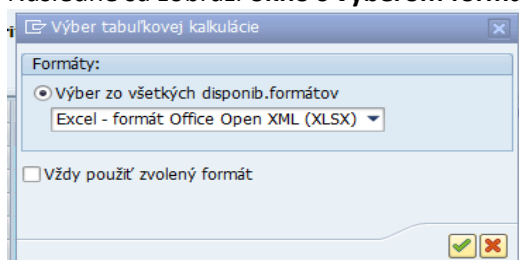 Výber tabuľkovej kalkulácie
Formáty:
Výber zo všetkých disponib.formátov
Excel - formát Office Open XML (XLSX)
Vždy použiť zvolený formát